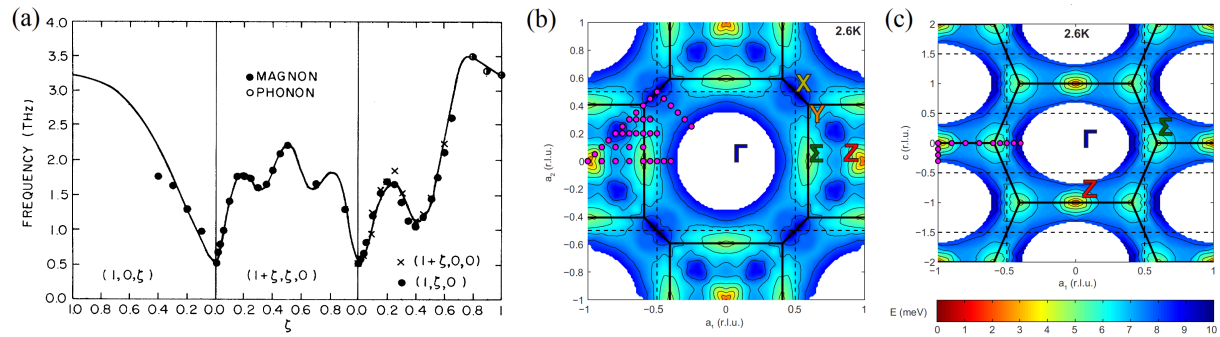 (a)
FREQUENCY (THz)
4.0
3.5
3.0
2.5
2.0
1.5
1.0
0.5
0.0
● MAGNON
○ PHONON
(1,0,ζ)
(1+ζ,ζ,0)
× (1+ζ,0,0)
● (1,ζ,0)
1.0 0.8 0.6 0.4 0.2 0 0.2 0.4 0.6 0.8 0 0.2 0.4 0.6 0.8 1
ζ
(b)
2.6K
a₂ (r.l.u.)
1
0.8
0.6
0.4
0.2
0
−0.2
−0.4
−0.6
−0.8
−1
X
Y
Γ
Σ
Z
−1 −0.5 0 0.5 1
a₁ (r.l.u.)
(c)
2.6K
c (r.l.u.)
2
1.5
1
0.5
0
−0.5
−1
−1.5
−2
Σ
Γ
Z
−1 −0.5 0 0.5 1
a₁ (r.l.u.)
E (meV)
0 1 2 3 4 5 6 7 8 9 10